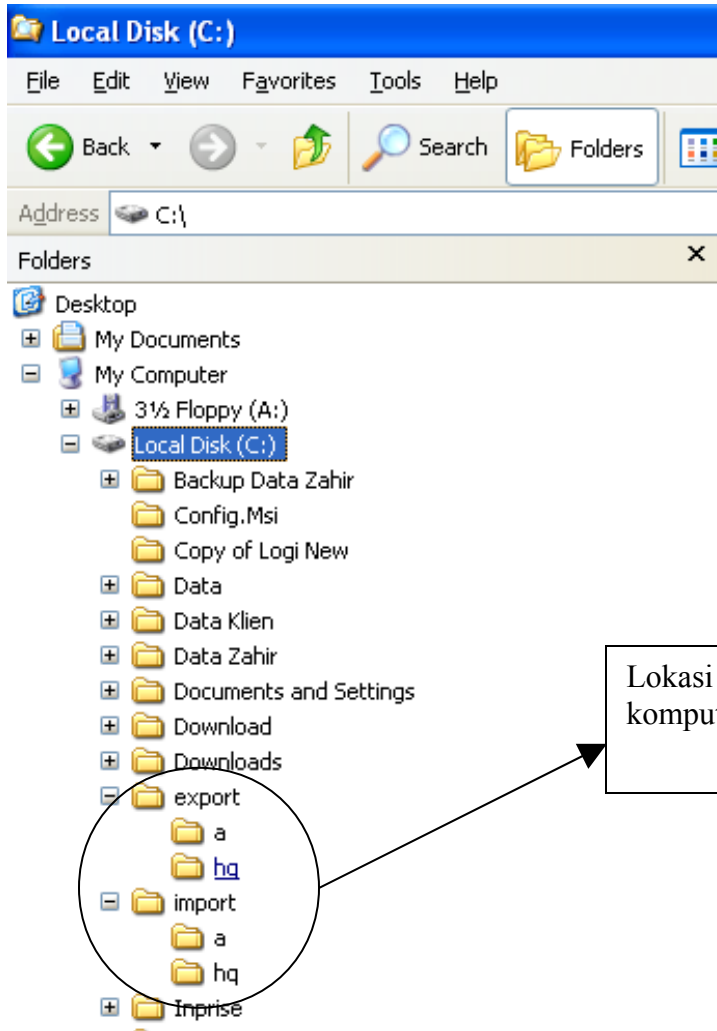 Local Disk (C:)
File Edit View Favorites Tools Help
Back Search Folders
Address C:\
Folders
Desktop
My Documents
My Computer
3½ Floppy (A:)
Local Disk (C:)
Backup Data Zahir
Config.Msi
Copy of Logi New
Data
Data Klien
Data Zahir
Documents and Settings
Download
Downloads
export
a
hq
import
a
hq
Inprise
Lokasi